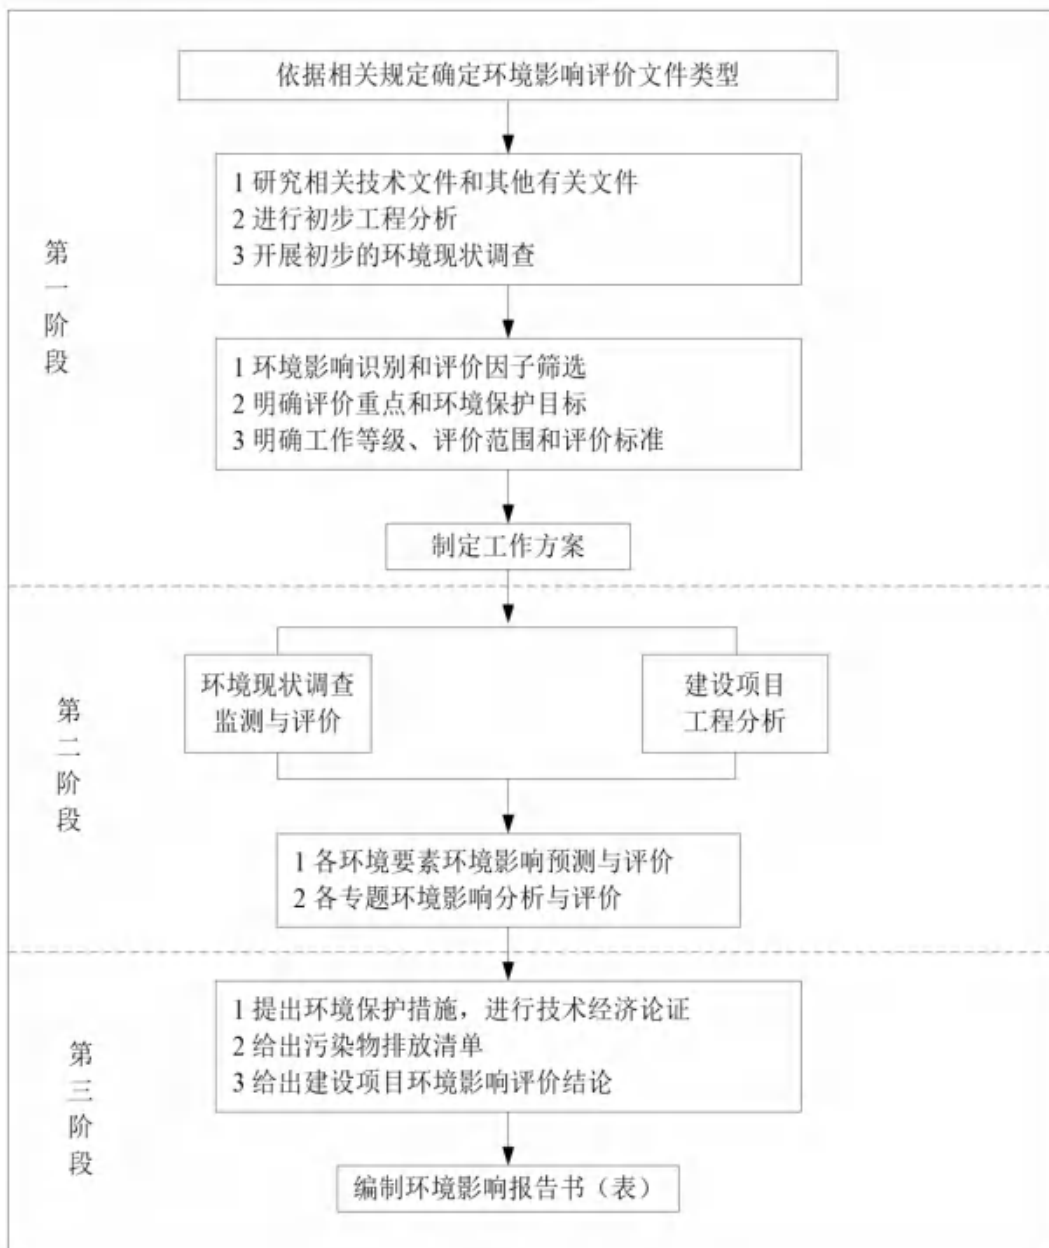 依据相关规定确定环境影响评价文件类型
1 研究相关技术文件和其他有关文件
2 进行初步工程分析
3 开展初步的环境现状调查
第一阶段
1 环境影响识别和评价因子筛选
2 明确评价重点和环境保护目标
3 明确工作等级、评价范围和评价标准
制定工作方案
环境现状调查
监测与评价
建设项目
工程分析
第二阶段
1 各环境要素环境影响预测与评价
2 各专题环境影响分析与评价
1 提出环境保护措施，进行技术经济论证
2 给出污染物排放清单
3 给出建设项目环境影响评价结论
第三阶段
编制环境影响报告书（表）